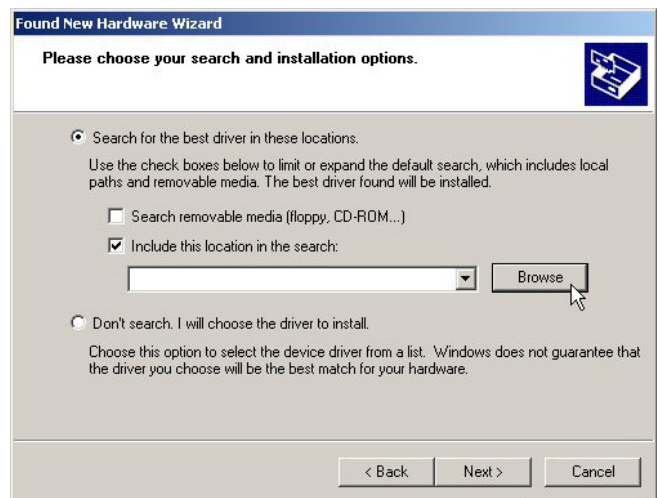 Found New Hardware Wizard
Please choose your search and installation options.
Search for the best driver in these locations.
Use the check boxes below to limit or expand the default search, which includes local
paths and removable media. The best driver found will be installed.
Search removable media (floppy, CD-ROM...)
Include this location in the search:
Browse
Don't search. I will choose the driver to install.
Choose this option to select the device driver from a list. Windows does not guarantee that
the driver you choose will be the best match for your hardware.
< Back Next > Cancel